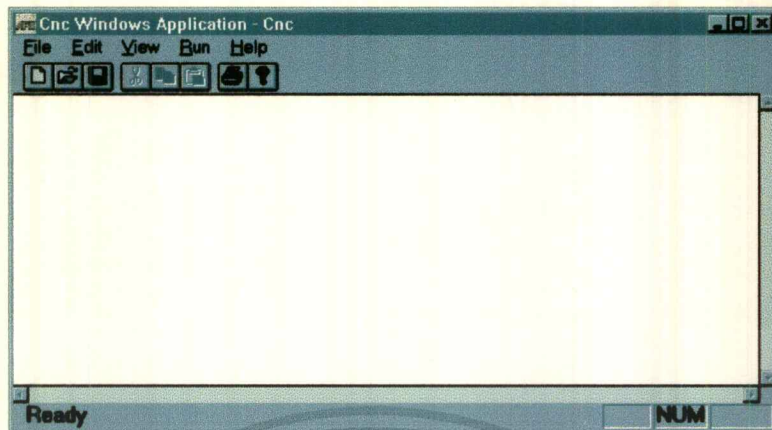 Cnc Windows Application - Cnc
File Edit View Run Help
Ready NUM